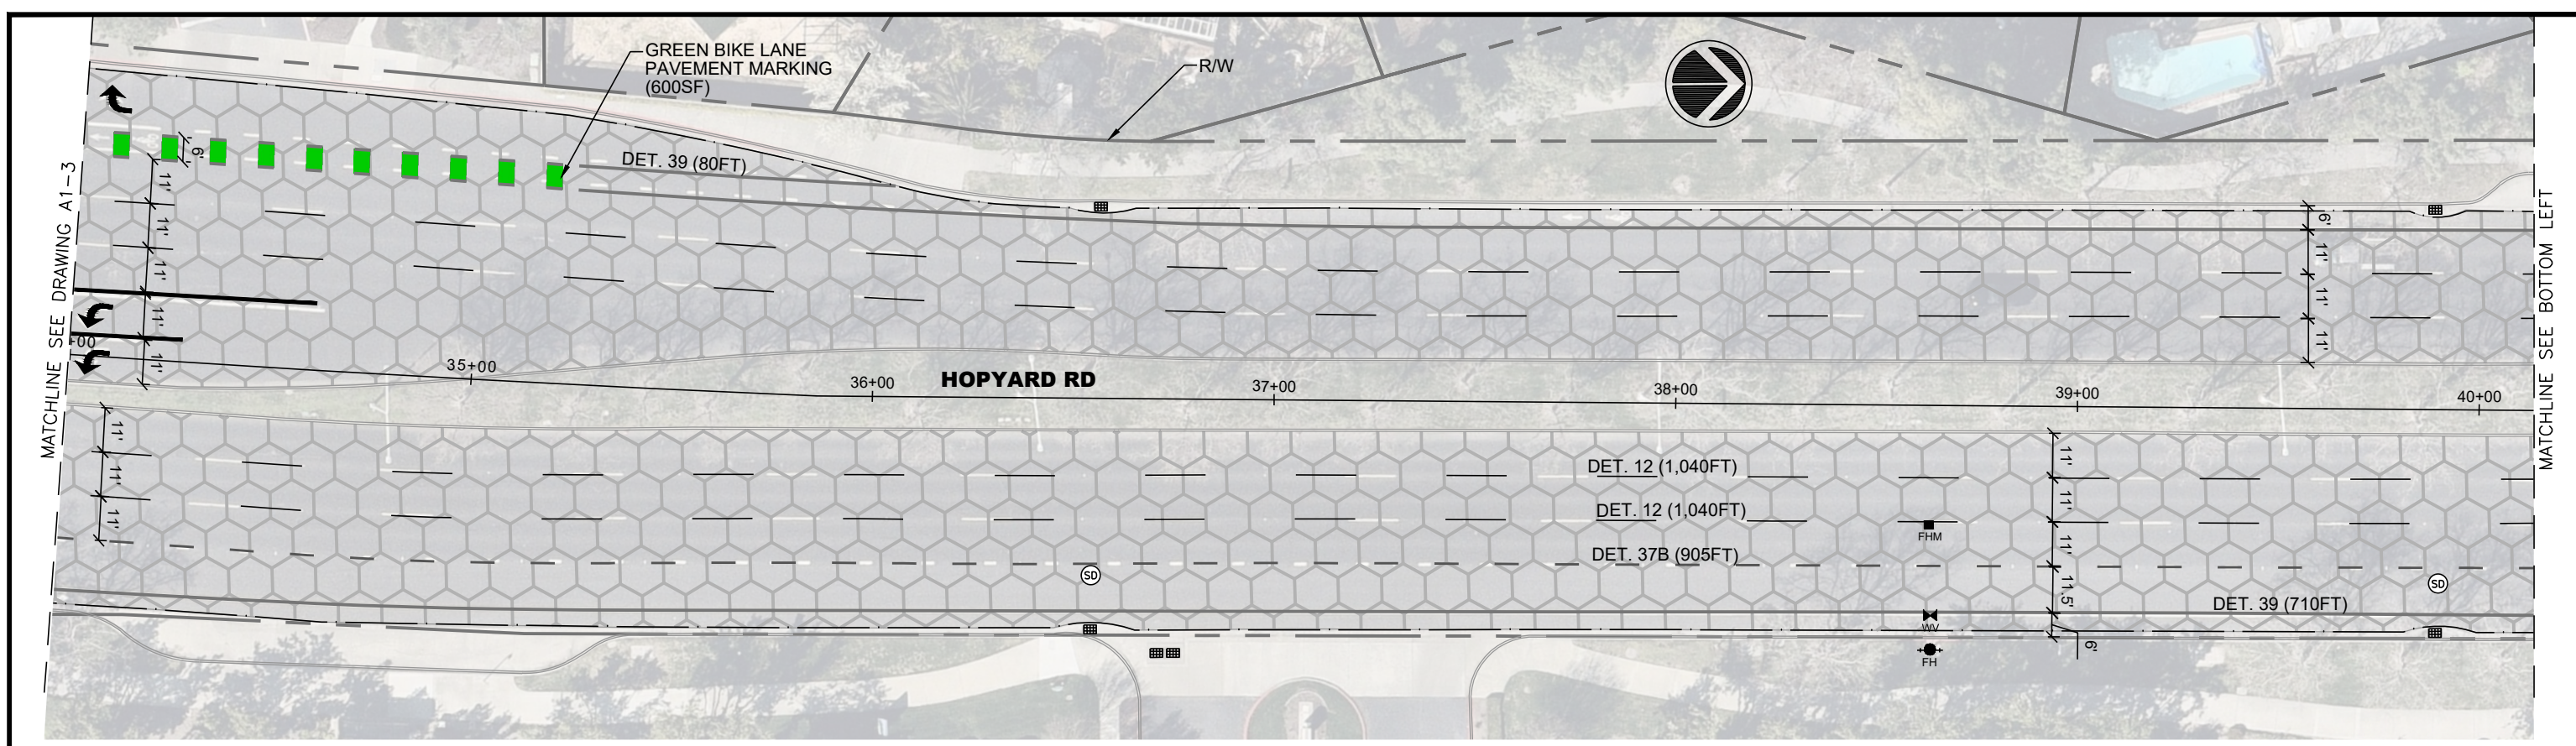 GREEN BIKE LANE
PAVEMENT MARKING
(600SF)
R/W
DET. 39 (80FT)
MATCHLINE SEE DRAWING A1-3
MATCHLINE SEE BOTTOM LEFT
6'
11'
11'
11'
11'
11'
6'
11'
11'
11'
+00
35+00
36+00
HOPYARD RD
37+00
38+00
39+00
40+00
11'
11'
11'
DET. 12 (1,040FT)
DET. 12 (1,040FT)
DET. 37B (905FT)
FHM
11'
11'
11'
11.5'
6'
SD
SD
DET. 39 (710FT)
WV
FH